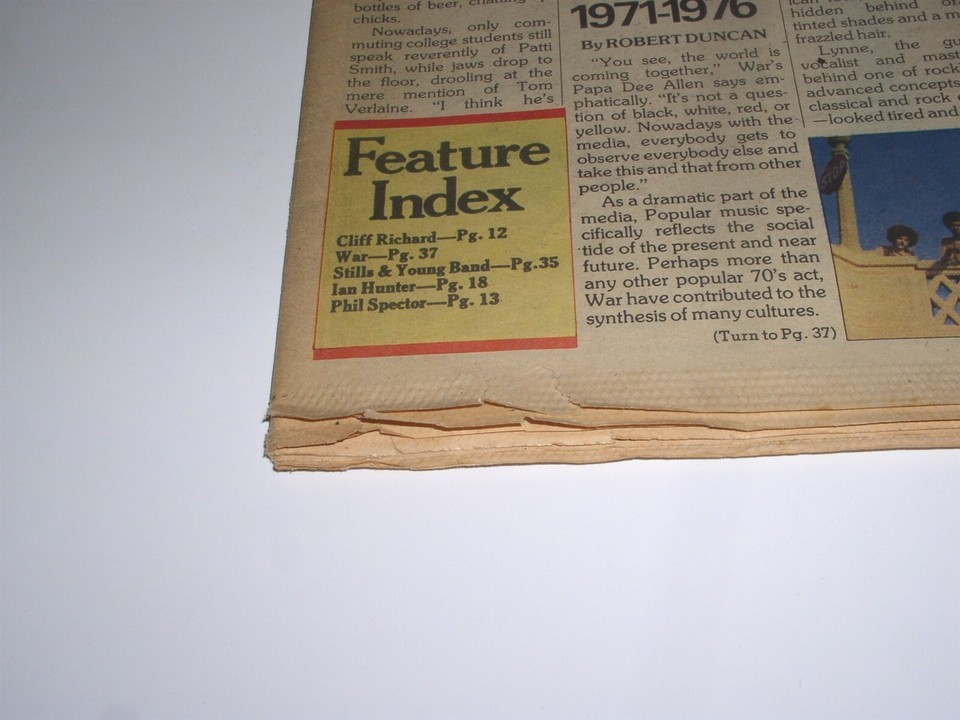 bottles of beer,
chicks.
Nowadays, only com-
muting college students still
speak reverently of Patti
Smith, while jaws drop to
the floor, drooling at the
mere mention of Tom
Verlaine. "I think he's
Feature
Index
Cliff Richard—Pg. 12
War—Pg. 37
Stills & Young Band—Pg.35
Ian Hunter—Pg. 18
Phil Spector—Pg. 13
1971-1976
By ROBERT DUNCAN
"You see, the world is
coming together," War's
Papa Dee Allen says em-
phatically. "It's not a ques-
tion of black, white, red, or
yellow. Nowadays with the
media, everybody gets to
observe everybody else and
take this and that from other
people."
As a dramatic part of the
media, Popular music spe-
cifically reflects the social
tide of the present and near
future. Perhaps more than
any other popular 70's act,
War have contributed to the
synthesis of many cultures.
(Turn to Pg. 37)
hidden behind
tinted shades and a
frazzled hair.
Lynne, the
vocalist and
behind one of
advanced concepts
classical and rock
—looked tired and